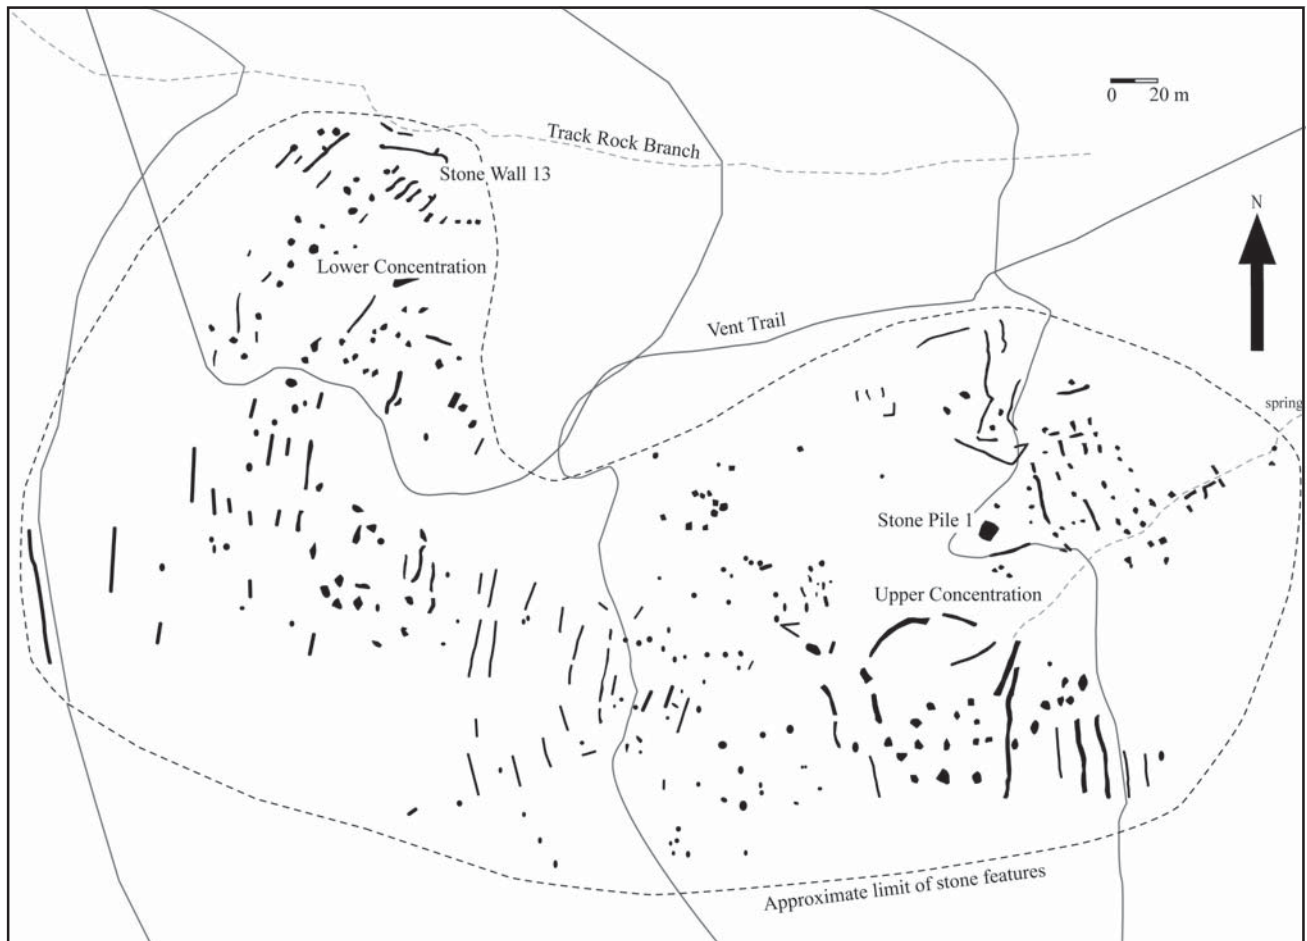 0 20 m
Track Rock Branch
Stone Wall 13
N
Lower Concentration
Vent Trail
spring
Stone Pile 1
Upper Concentration
Approximate limit of stone features